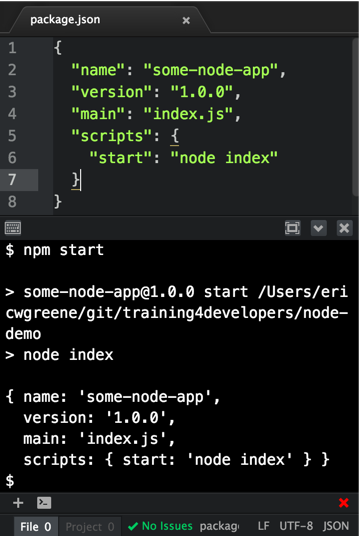 package.json
1 {
2 "name": "some-node-app",
3 "version": "1.0.0",
4 "main": "index.js",
5 "scripts": {
6 "start": "node index"
7 }
8 }
$ npm start
> some-node-app@1.0.0 start /Users/eri
cwgreene/git/training4developers/node-
demo
> node index
{ name: 'some-node-app',
version: '1.0.0',
main: 'index.js',
scripts: { start: 'node index' } }
$
File 0 Project 0 No Issues packag LF UTF-8 JSON